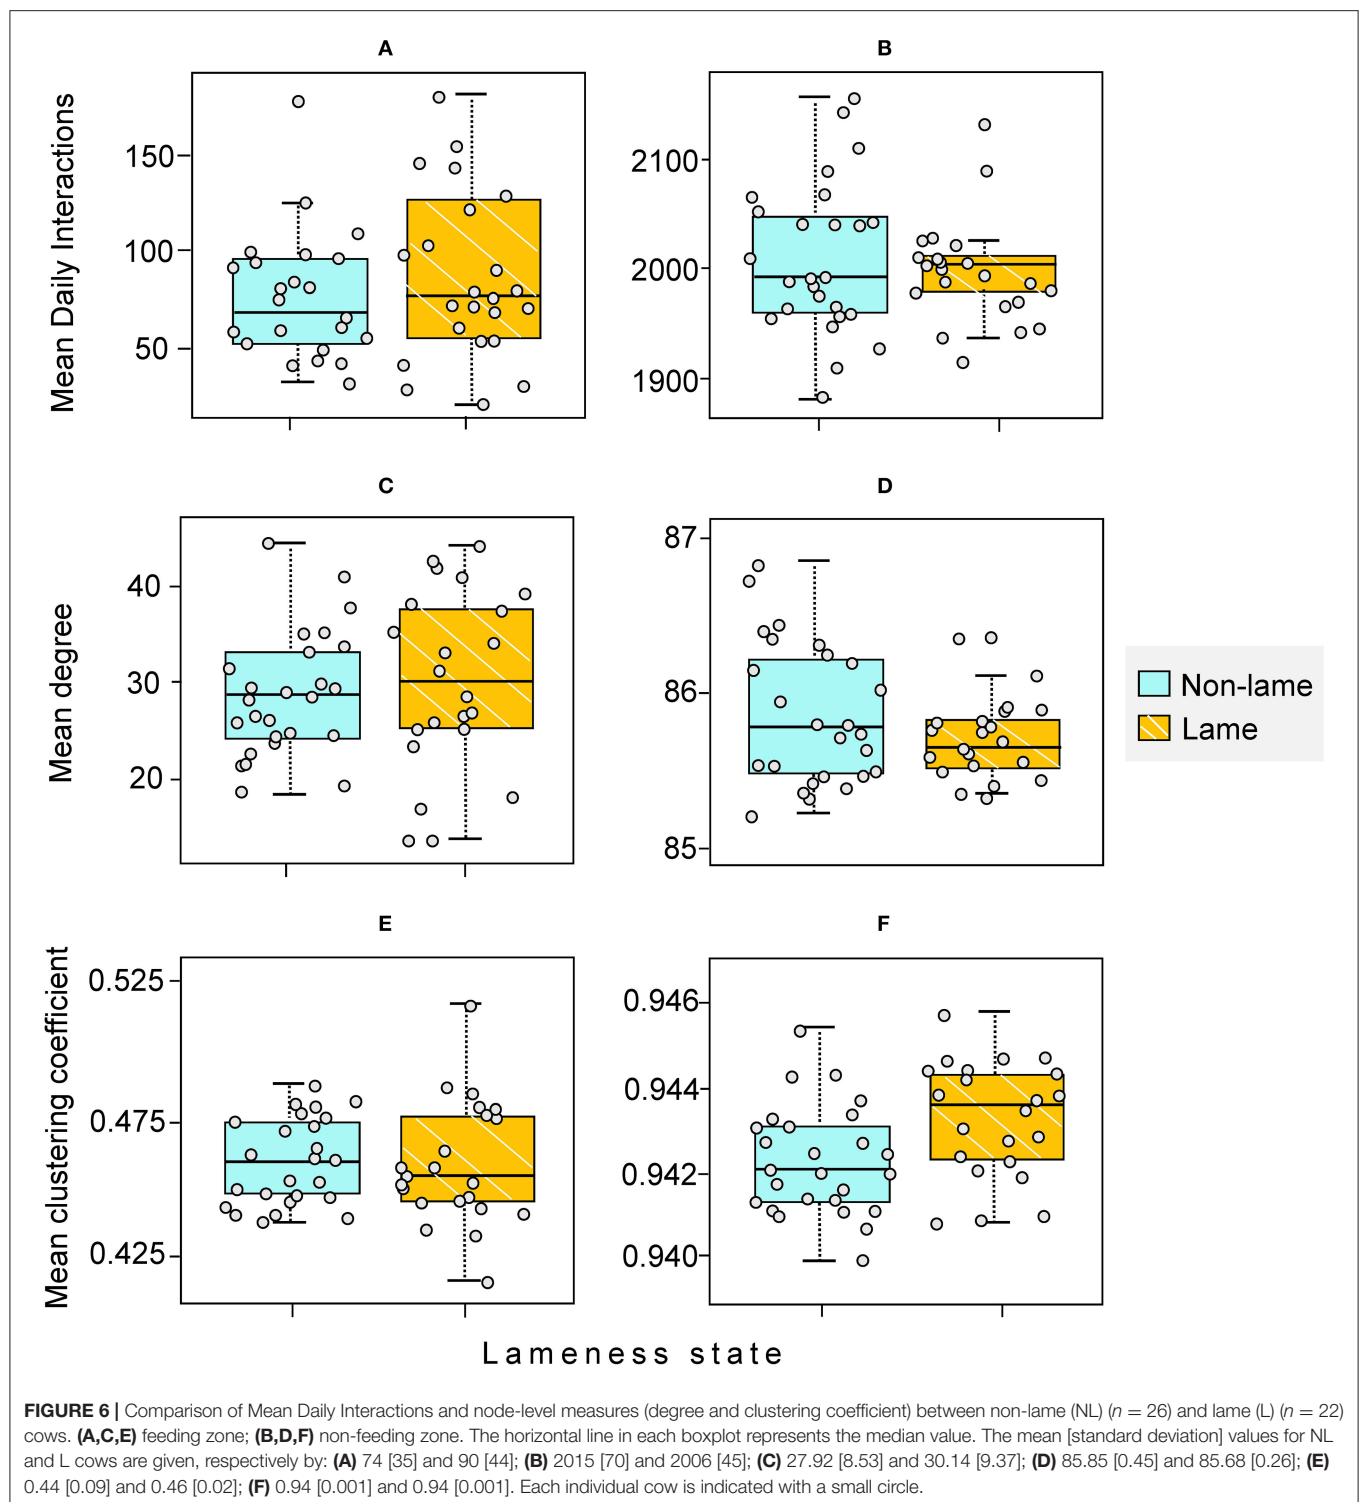 A
B
Mean Daily Interactions
150
100
50
2100
2000
1900
C
D
Mean degree
40
30
20
87
86
85
Non-lame
Lame
E
F
Mean clustering coefficient
0.525
0.475
0.425
0.946
0.944
0.942
0.940
Lameness state
FIGURE 6 | Comparison of Mean Daily Interactions and node-level measures (degree and clustering coefficient) between non-lame (NL) (n = 26) and lame (L) (n = 22)
cows. (A,C,E) feeding zone; (B,D,F) non-feeding zone. The horizontal line in each boxplot represents the median value. The mean [standard deviation] values for NL
and L cows are given, respectively by: (A) 74 [35] and 90 [44]; (B) 2015 [70] and 2006 [45]; (C) 27.92 [8.53] and 30.14 [9.37]; (D) 85.85 [0.45] and 85.68 [0.26]; (E)
0.44 [0.09] and 0.46 [0.02]; (F) 0.94 [0.001] and 0.94 [0.001]. Each individual cow is indicated with a small circle.